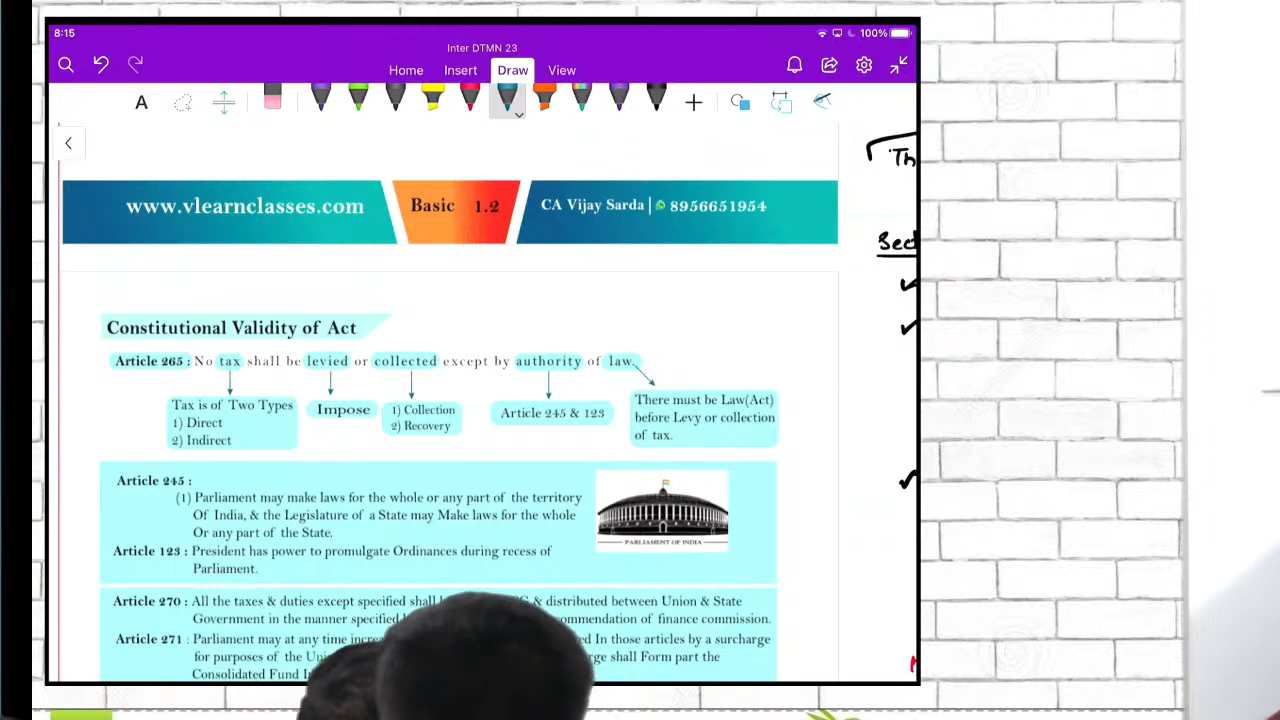 8:15
100%
Inter DTMN 23
Home Insert Draw View
A
www.vlearnclasses.com
Basic 1.2
CA Vijay Sarda | 8956651954
Th
Sec
Constitutional Validity of Act
Article 265 : No tax shall be levied or collected except by authority of law.
Tax is of Two Types
1) Direct
2) Indirect
Impose
1) Collection
2) Recovery
Article 245 & 123
There must be Law(Act)
before Levy or collection
of tax.
Article 245 :
(1) Parliament may make laws for the whole or any part of the territory
Of India, & the Legislature of a State may Make laws for the whole
Or any part of the State.
PARLIAMENT OF INDIA
Article 123 : President has power to promulgate Ordinances during recess of
Parliament.
Article 270 : All the taxes & duties except specified shall & distributed between Union & State
Government in the manner specified of finance commission.
Article 271 : Parliament may at any time In those articles by a surcharge
for purposes of the shall Form part the
Consolidated Fund